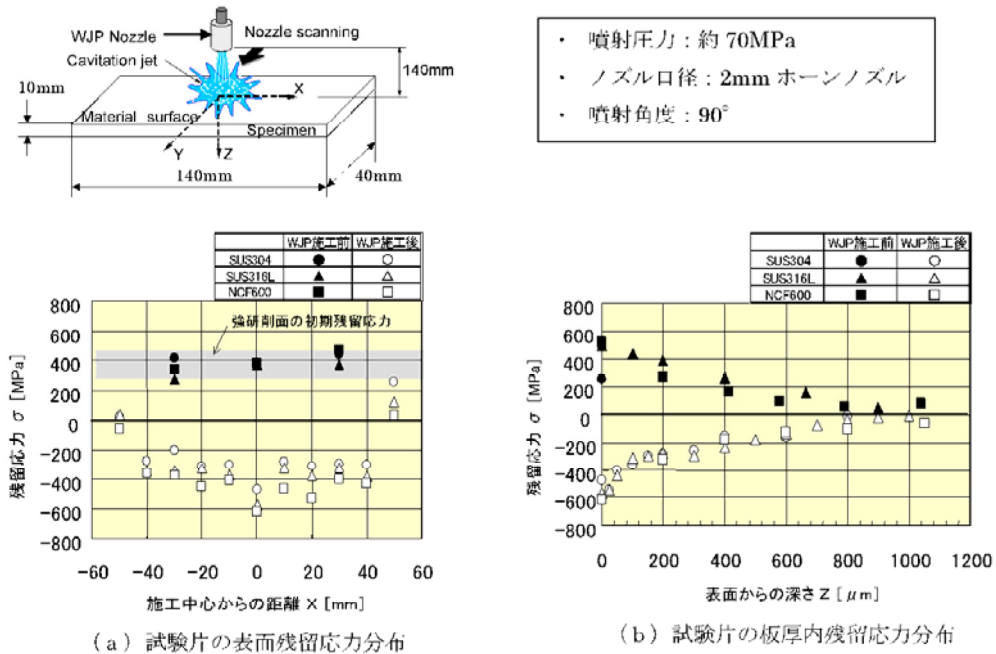 WJP Nozzle
Nozzle scanning
Cavitation jet
140mm
10mm
X
Material surface
Specimen
Y
Z
140mm
40mm
・ 噴射圧力：約 70MPa
・ ノズル口径：2mm ホーンノズル
・ 噴射角度：90°
WJP施工前 WJP施工後
SUS304 ● ○
SUS316L ▲ △
NCF600 ■ □
強研削面の初期残留応力
残留応力 σ [MPa]
800
600
400
200
0
-200
-400
-600
-800
-60 -40 -20 0 20 40 60
施工中心からの距離 X [mm]
(a) 試験片の表面残留応力分布
WJP施工前 WJP施工後
SUS304 ● ○
SUS316L ▲ △
NCF600 ■ □
残留応力 σ [MPa]
800
600
400
200
0
-200
-400
-600
-800
0 200 400 600 800 1000 1200
表面からの深さ Z [μm]
(b) 試験片の板厚内残留応力分布